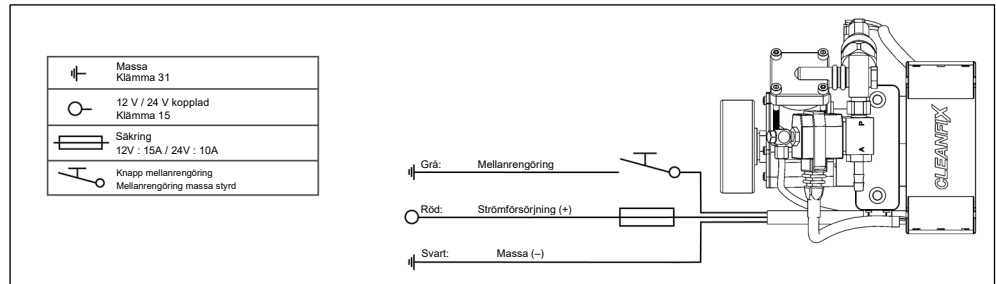 Massa
Klämma 31
12 V / 24 V kopplad
Klämma 15
Säkring
12V : 15A / 24V : 10A
Knapp mellanrengöring
Mellanrengöring massa styrd
Grå: Mellanrengöring
Röd: Strömförsörjning (+)
Svart: Massa (–)
A P
CLEANFIX